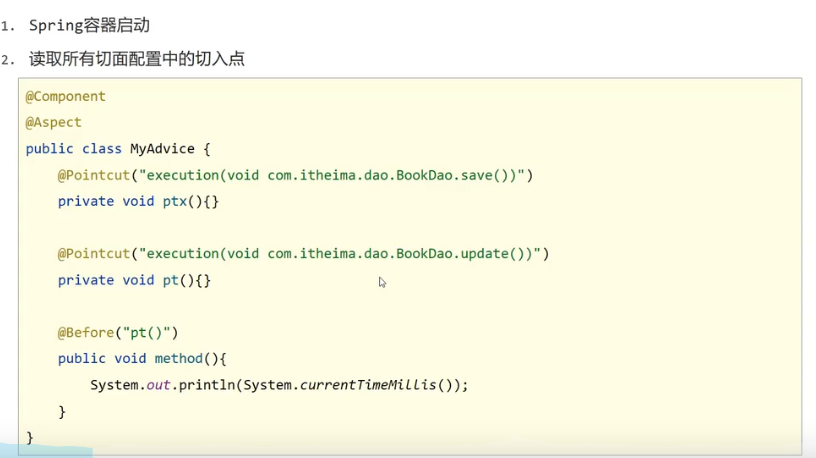 1. Spring容器启动
2. 读取所有切面配置中的切入点
@Component
@Aspect
public class MyAdvice {
    @Pointcut("execution(void com.itheima.dao.BookDao.save())")
    private void ptx(){}

    @Pointcut("execution(void com.itheima.dao.BookDao.update())")
    private void pt(){}

    @Before("pt()")
    public void method(){
        System.out.println(System.currentTimeMillis());
    }
}